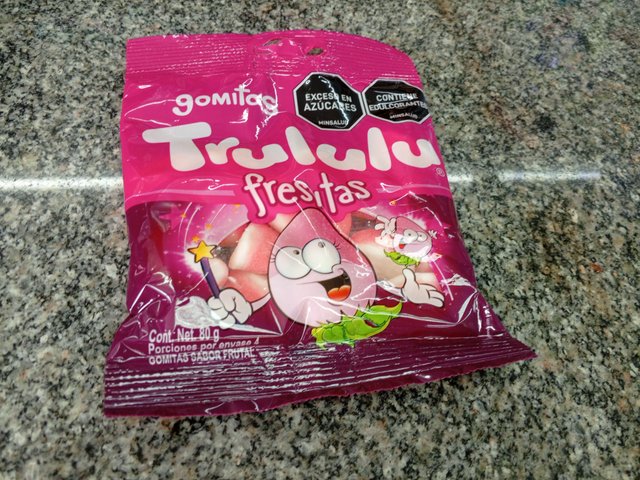 gomitas
EXCESO EN
AZÚCARES
MINSALUD
CONTIENE
EDULCORANTES
MINSALUD
Trululu
®
fresitas
Cont. Net. 80 g
Porciones por envase 4
GOMITAS SABOR FRUTAL